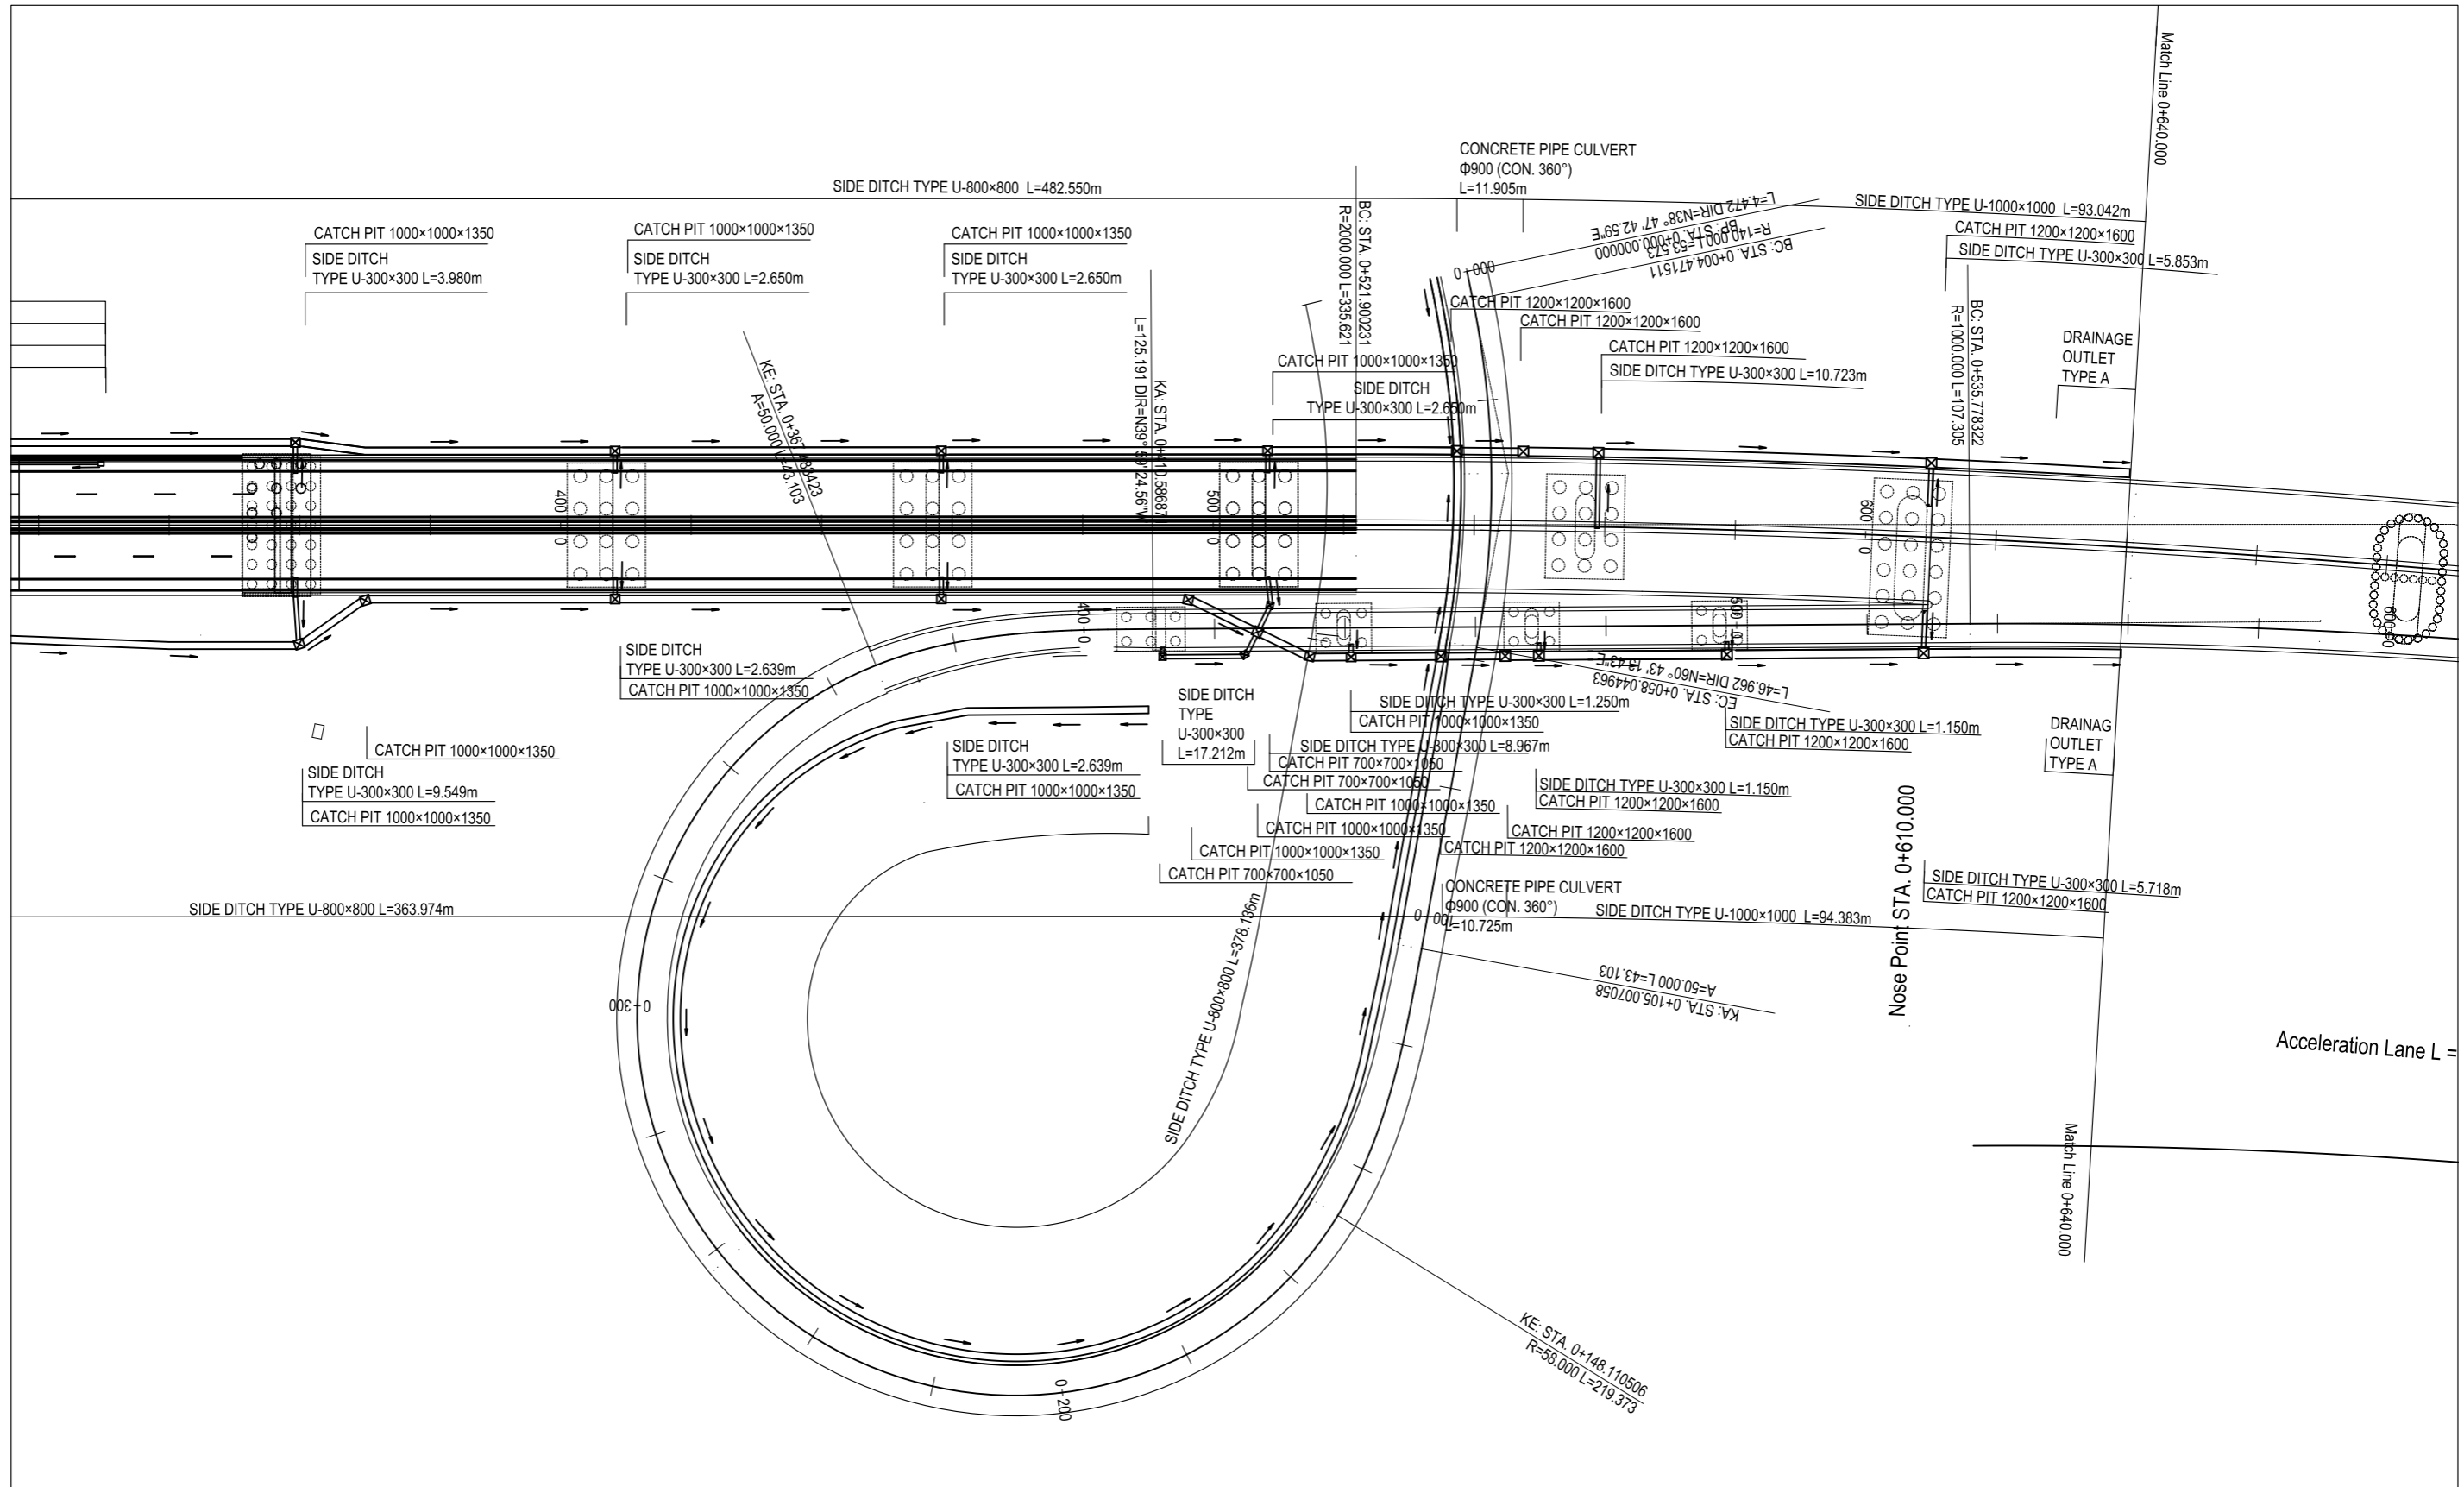 Match Line 0+640.000
CONCRETE PIPE CULVERT
Φ900 (CON. 360°)
L=11.905m
SIDE DITCH TYPE U-800×800 L=482.550m
SIDE DITCH TYPE U-1000×1000 L=93.042m
CATCH PIT 1000×1000×1350
SIDE DITCH
TYPE U-300×300 L=3.980m
CATCH PIT 1000×1000×1350
SIDE DITCH
TYPE U-300×300 L=2.650m
CATCH PIT 1000×1000×1350
SIDE DITCH
TYPE U-300×300 L=2.650m
BC: STA. 0+521.900231
R=2000.000 L=335.621
L=4.472 DIR=N38° 47' 42.59"E
BP: STA. 0+000.000000
R=140.000 L=53.573
BC: STA. 0+004.471511
0+000
CATCH PIT 1200×1200×1600
SIDE DITCH TYPE U-300×300 L=5.853m
CATCH PIT 1200×1200×1600
CATCH PIT 1200×1200×1600
CATCH PIT 1200×1200×1600
SIDE DITCH TYPE U-300×300 L=10.723m
CATCH PIT 1000×1000×1350
SIDE DITCH
TYPE U-300×300 L=2.650m
BC: STA. 0+535.778322
R=1000.000 L=107.305
DRAINAGE
OUTLET
TYPE A
KE: STA. 0+367.483423
A=50.000 L=43.103
KA: STA. 0+410.58687
L=125.191 DIR=N39° 59' 24.56"W
400 0
500 0
600 0
400-0
500-0
600-0
SIDE DITCH
TYPE U-300×300 L=2.639m
CATCH PIT 1000×1000×1350
L=46.962 DIR=N60° 43' 13.43"E
EC: STA. 0+058.044963
SIDE DITCH
TYPE
U-300×300
L=17.212m
SIDE DITCH TYPE U-300×300 L=1.250m
CATCH PIT 1000×1000×1350
SIDE DITCH TYPE U-300×300 L=1.150m
CATCH PIT 1200×1200×1600
DRAINAG
OUTLET
TYPE A
CATCH PIT 1000×1000×1350
SIDE DITCH
TYPE U-300×300 L=9.549m
CATCH PIT 1000×1000×1350
SIDE DITCH
TYPE U-300×300 L=2.639m
CATCH PIT 1000×1000×1350
SIDE DITCH TYPE U-300×300 L=8.967m
CATCH PIT 700×700×1050
CATCH PIT 700×700×1050
CATCH PIT 1000×1000×1350
CATCH PIT 1000×1000×1350
CATCH PIT 1000×1000×1350
CATCH PIT 700×700×1050
SIDE DITCH TYPE U-300×300 L=1.150m
CATCH PIT 1200×1200×1600
CATCH PIT 1200×1200×1600
CATCH PIT 1200×1200×1600
Nose Point STA. 0+610.000
SIDE DITCH TYPE U-300×300 L=5.718m
CATCH PIT 1200×1200×1600
CONCRETE PIPE CULVERT
Φ900 (CON. 360°)
L=10.725m
SIDE DITCH TYPE U-800×800 L=363.974m
SIDE DITCH TYPE U-1000×1000 L=94.383m
0+100
SIDE DITCH TYPE U-800×800 L=378.136m
A=50.000 L=43.103
KA: STA. 0+105.007058
0-300
Acceleration Lane L =
Match Line 0+640.000
KE: STA. 0+148.110506
R=58.000 L=219.373
0-200